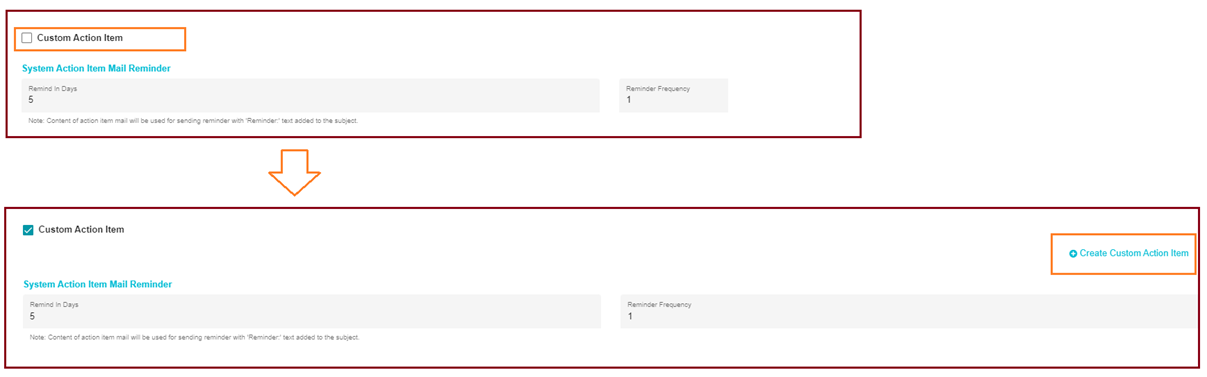 Custom Action Item
System Action Item Mail Reminder
Remind In Days
5
Reminder Frequency
1
Note: Content of action item mail will be used for sending reminder with 'Reminder:' text added to the subject.
Custom Action Item
Create Custom Action Item
System Action Item Mail Reminder
Remind In Days
5
Reminder Frequency
1
Note: Content of action item mail will be used for sending reminder with 'Reminder:' text added to the subject.